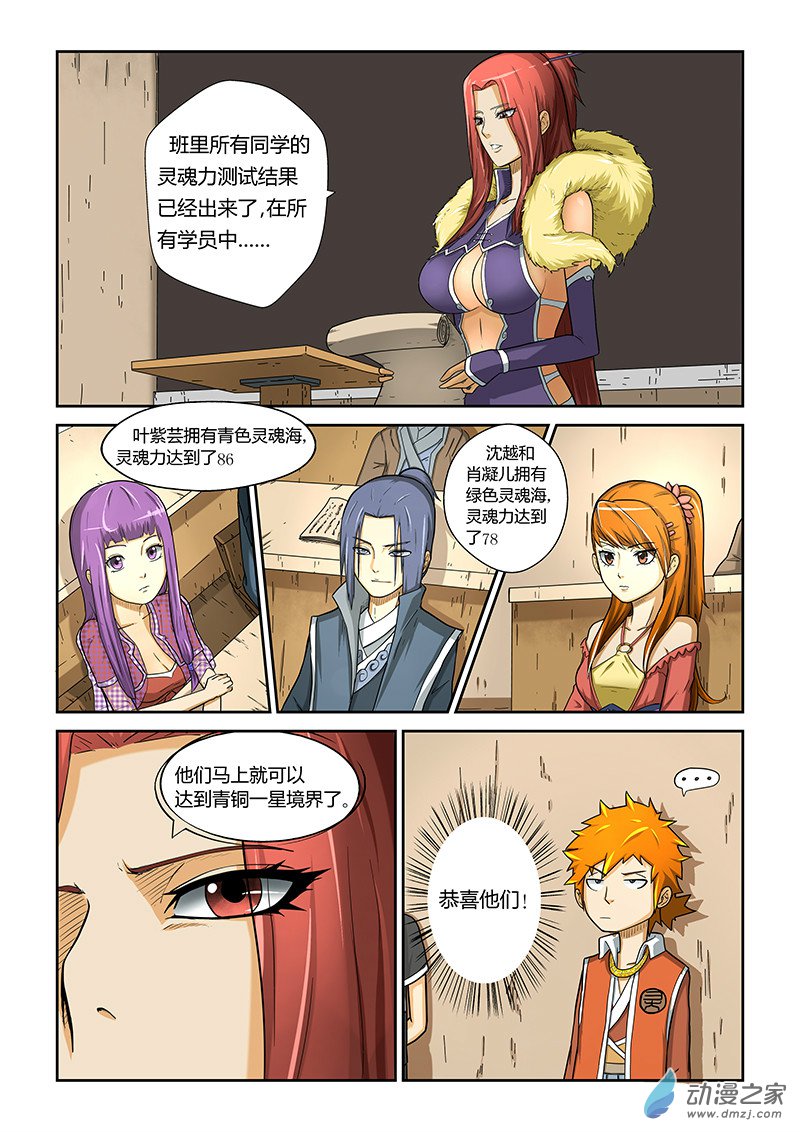 班里所有同学的
灵魂力测试结果
已经出来了,在所
有学员中......
叶紫芸拥有青色灵魂海,
灵魂力达到了86
沈越和
肖凝儿拥有
绿色灵魂海,
灵魂力达到
了78
他们马上就可以
达到青铜一星境界了。
......
恭喜他们!
灵
动漫之家
www.dmzj.com